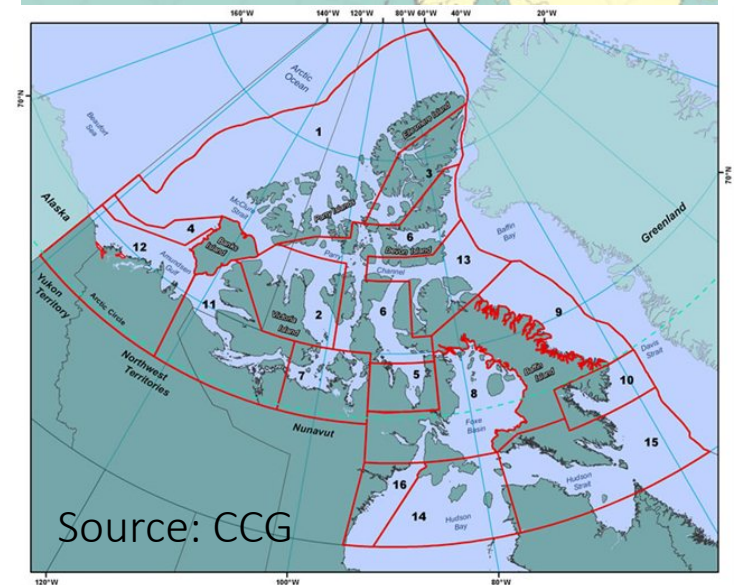 160°W 140°W 120°W 80°W 60°W 40°W 20°W
70°N
70°N
Arctic
Ocean
Beaufort
Sea
1
Ellesmere Island
3
McClure
Strait
Parry Islands
Alaska
4
Banks
Island
12
Amundsen
Gulf
6
Devon Island
Parry
Channel
13
Baffin
Bay
Greenland
Yukon
Territory
Arctic Circle
11
Victoria
Island
2
6
9
Davis
Strait
Northwest
Territories
7
5
8
Baffin
Island
10
Foxe
Basin
Nunavut
15
16
14
Hudson
Strait
Hudson
Bay
Source: CCG
120°W 100°W 80°W